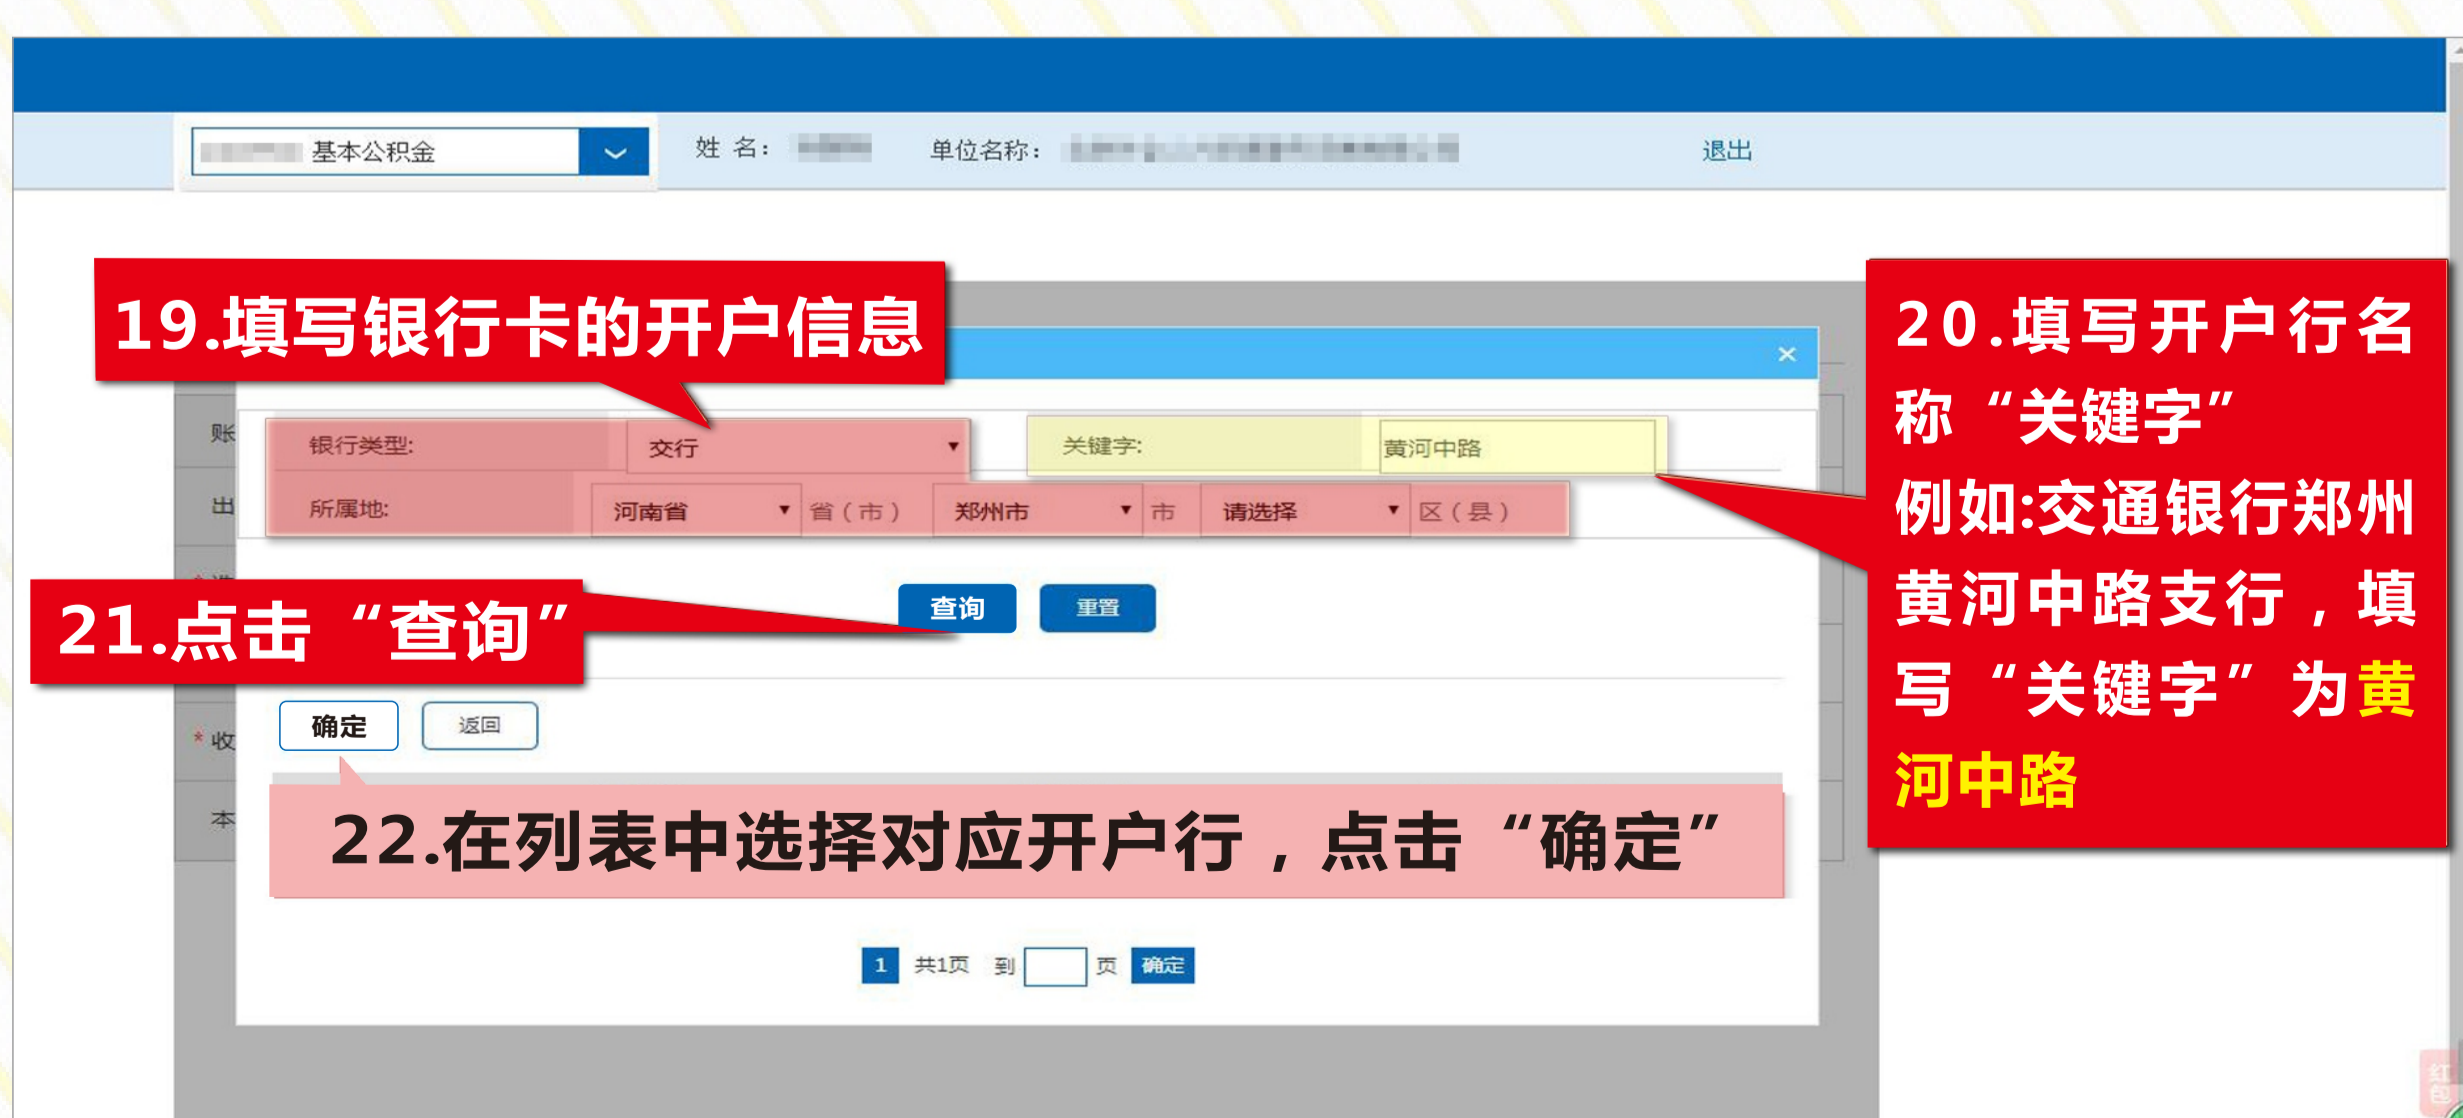 基本公积金
姓 名：
单位名称：
退出
19.填写银行卡的开户信息
20.填写开户行名
称“关键字”
例如:交通银行郑州
黄河中路支行，填
写“关键字”为黄
河中路
账
银行类型:
交行
关键字:
黄河中路
出
所属地:
河南省
省（市）
郑州市
市
请选择
区（县）
21.点击“查询”
查询
重置
确定
返回
* 收
22.在列表中选择对应开户行，点击“确定”
本
1 共1页 到 页 确定
红包